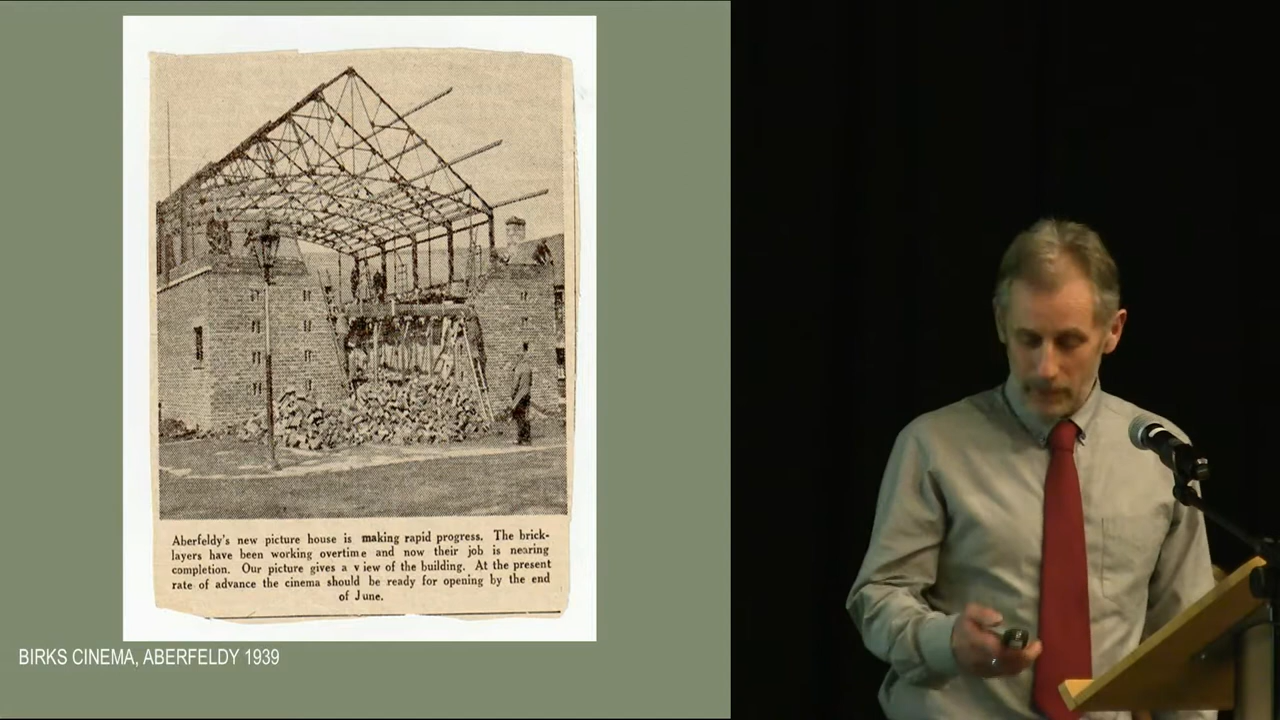 Aberfeldy's new picture house is making rapid progress. The brick-
layers have been working overtime and now their job is nearing
completion. Our picture gives a view of the building. At the present
rate of advance the cinema should be ready for opening by the end
of June.
BIRKS CINEMA, ABERFELDY 1939